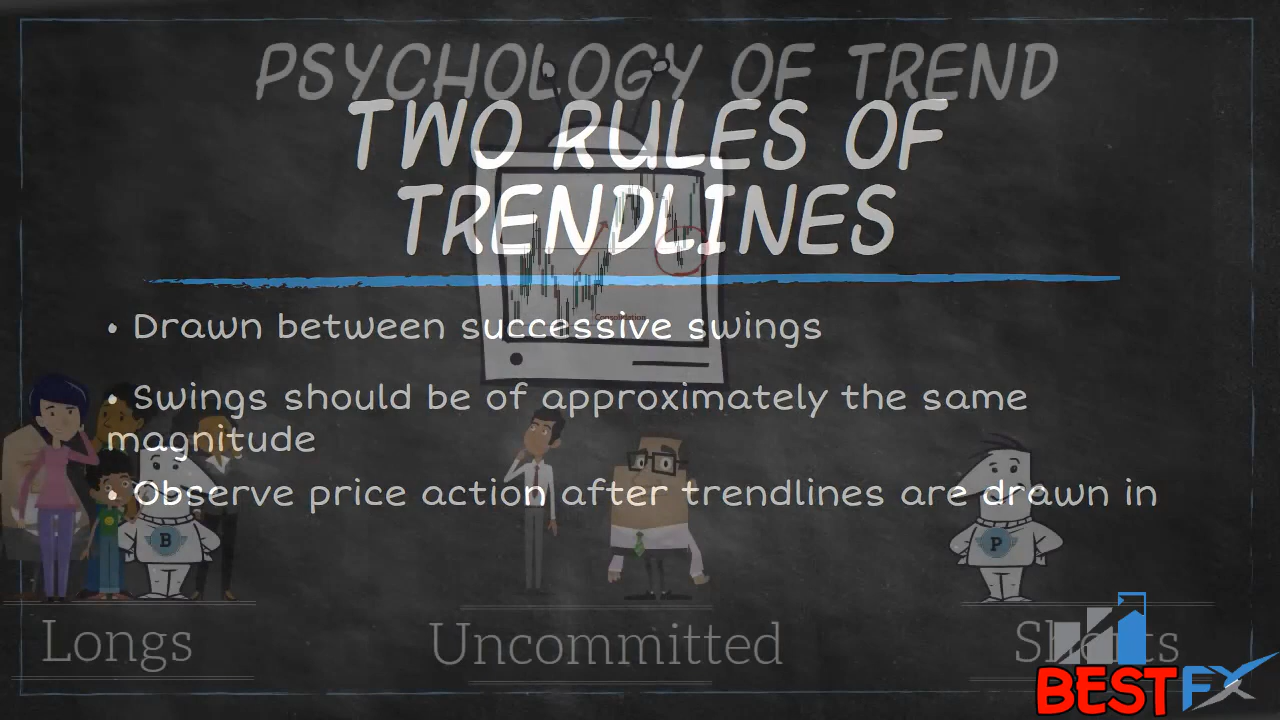 PSYCHOLOGY OF TREND
TWO RULES OF
TRENDLINES
Consolidation
• Drawn between successive swings
• Swings should be of approximately the same
magnitude
• Observe price action after trendlines are drawn in
B
P
Longs
Uncommitted
Shorts
BESTFX